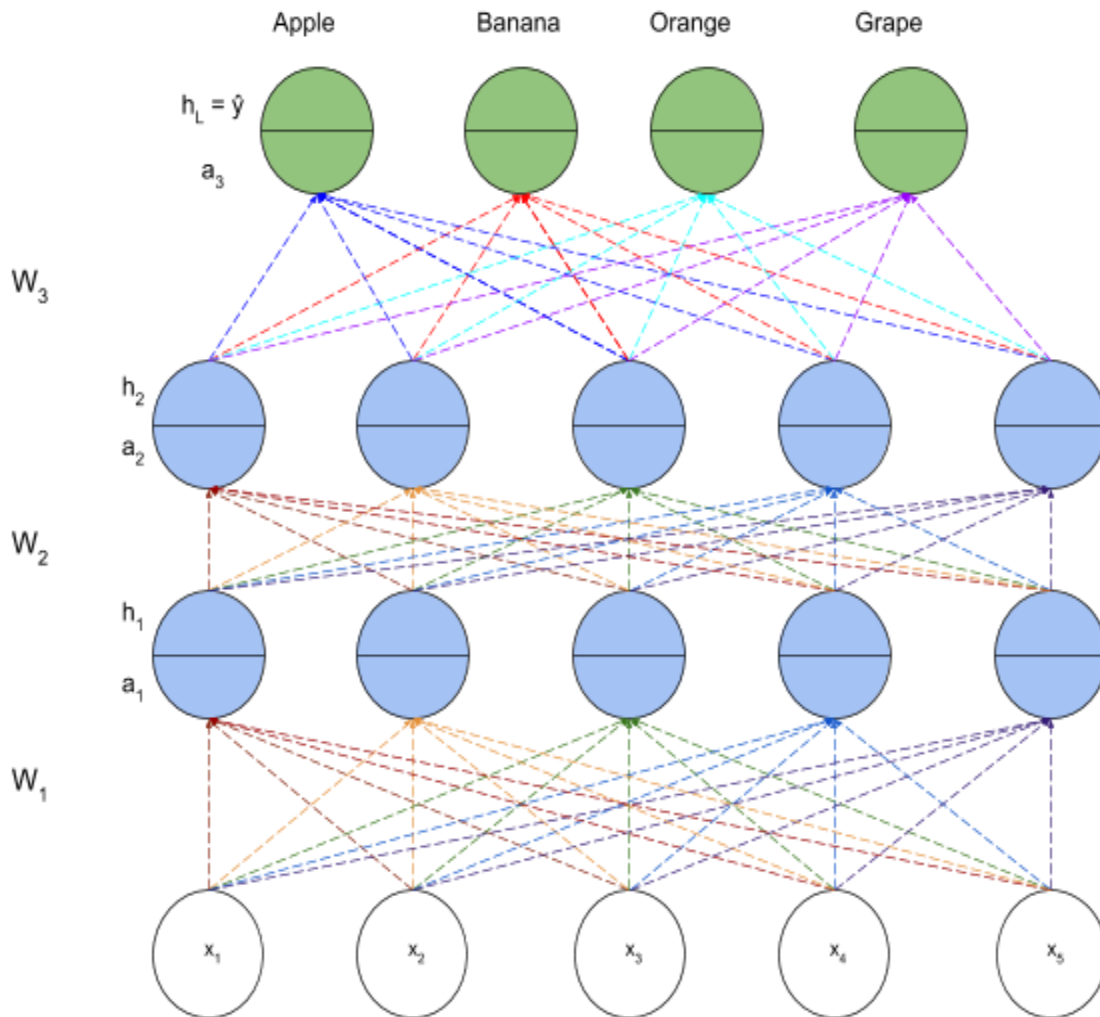 Apple Banana Orange Grape
h_L = ŷ
a_3
W_3
h_2
a_2
W_2
h_1
a_1
W_1
x_1 x_2 x_3 x_4 x_5